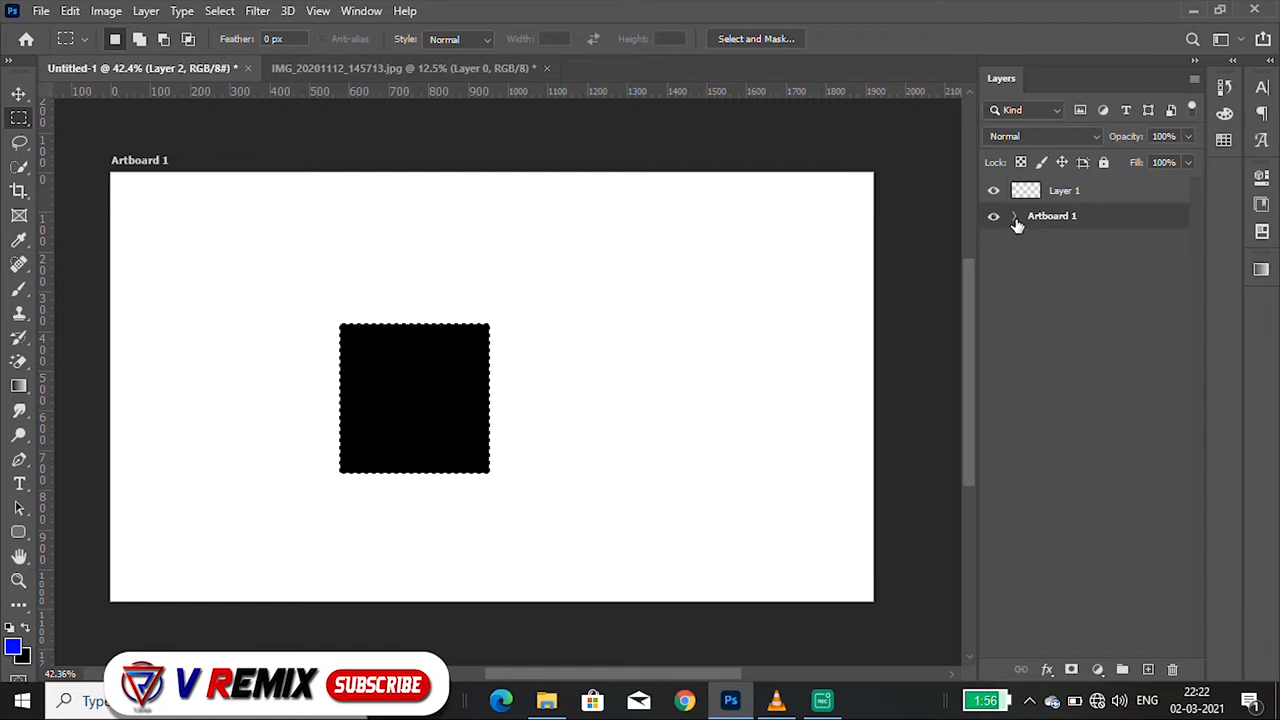 Ps File Edit Image Layer Type Select Filter 3D View Window Help
Feather: 0 px Anti-alias Style: Normal Width: Height: Select and Mask...
Untitled-1 @ 42.4% (Layer 2, RGB/8#) * × IMG_20201112_145713.jpg @ 12.5% (Layer 0, RGB/8) * ×
100 0 100 200 300 400 500 600 700 800 900 1000 1100 1200 1300 1400 1500 1600 1700 1800 1900 2000
Layers
Kind
Normal Opacity: 100%
Lock: Fill: 100%
Layer 1
Artboard 1
Artboard 1
42.36%
V REMIX SUBSCRIBE
Ps
REC
1:56
ENG
22:22
02-03-2021
1